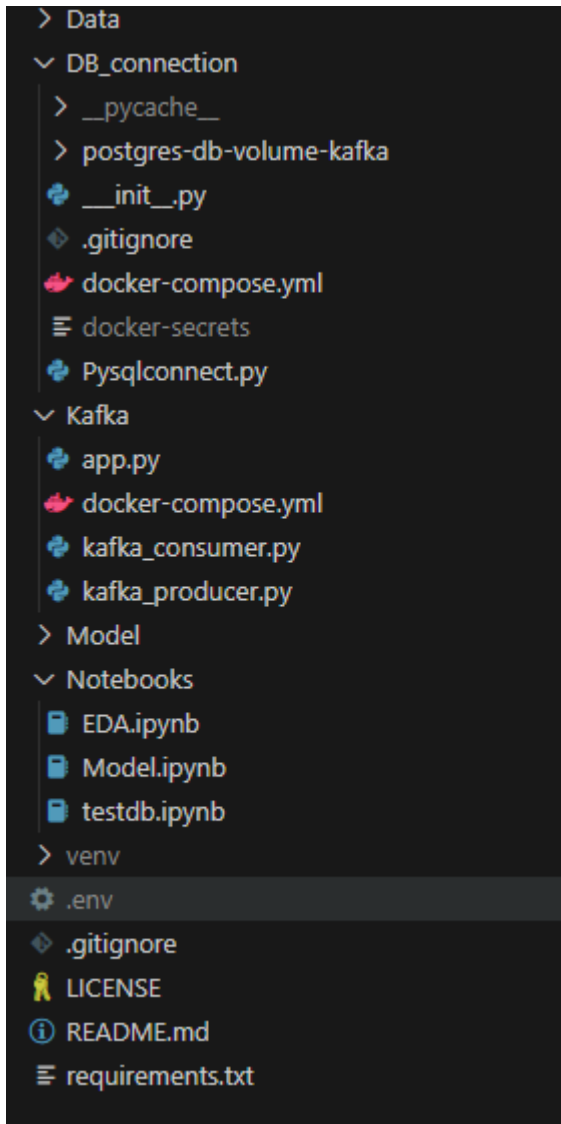 Data
DB_connection
__pycache__
postgres-db-volume-kafka
__init__.py
.gitignore
docker-compose.yml
docker-secrets
Pysqlconnect.py
Kafka
app.py
docker-compose.yml
kafka_consumer.py
kafka_producer.py
Model
Notebooks
EDA.ipynb
Model.ipynb
testdb.ipynb
venv
.env
.gitignore
LICENSE
README.md
requirements.txt